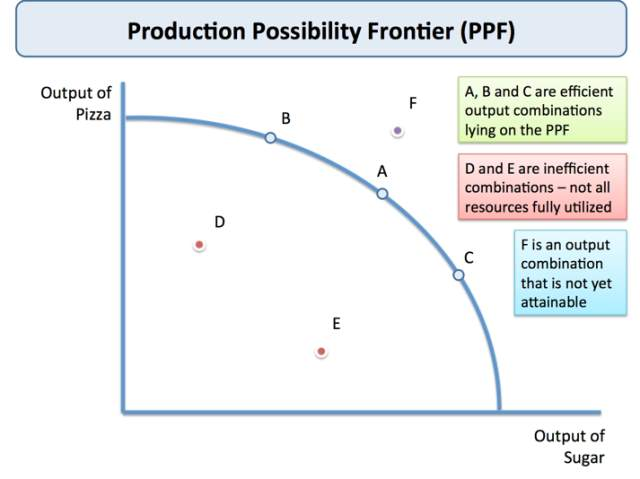 Production Possibility Frontier (PPF)
Output of
Pizza
B
F
A, B and C are efficient
output combinations
lying on the PPF
A
D and E are inefficient
combinations – not all
resources fully utilized
D
C
F is an output
combination
that is not yet
attainable
E
Output of
Sugar